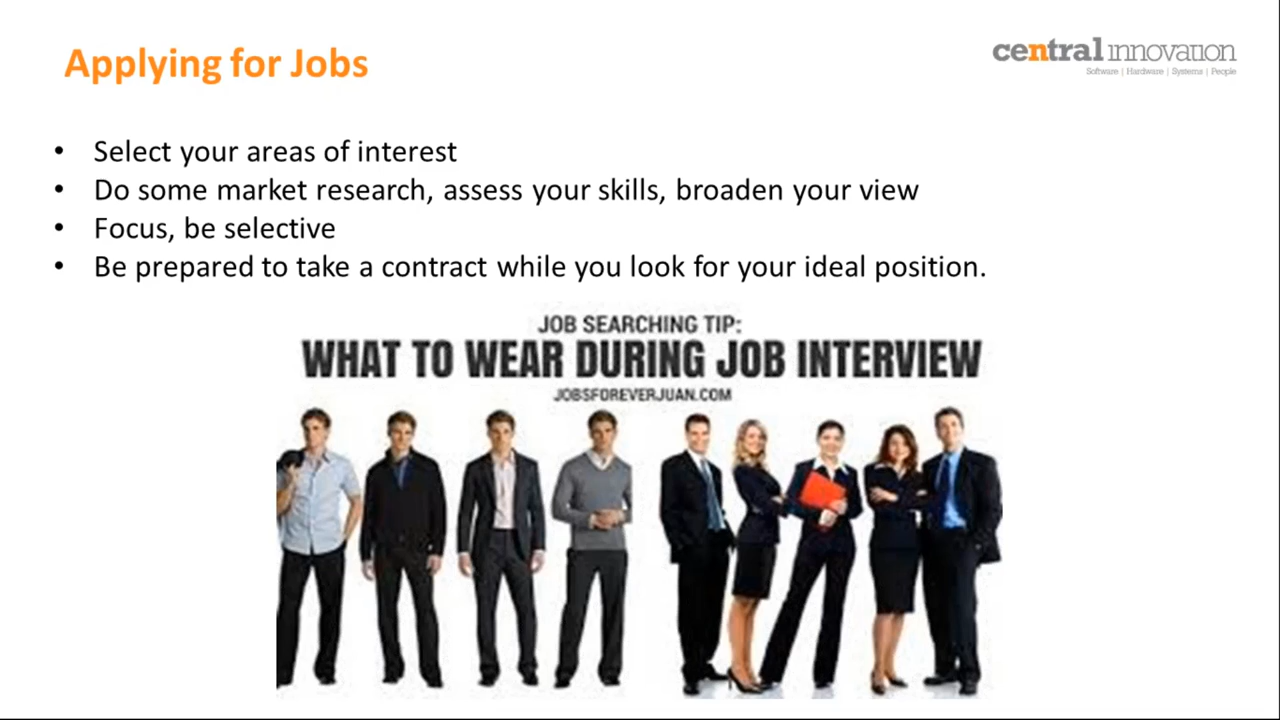 Applying for Jobs
central innovation
Software | Hardware | Systems | People
• Select your areas of interest
• Do some market research, assess your skills, broaden your view
• Focus, be selective
• Be prepared to take a contract while you look for your ideal position.
JOB SEARCHING TIP:
WHAT TO WEAR DURING JOB INTERVIEW
JOBSFOREVERJUAN.COM